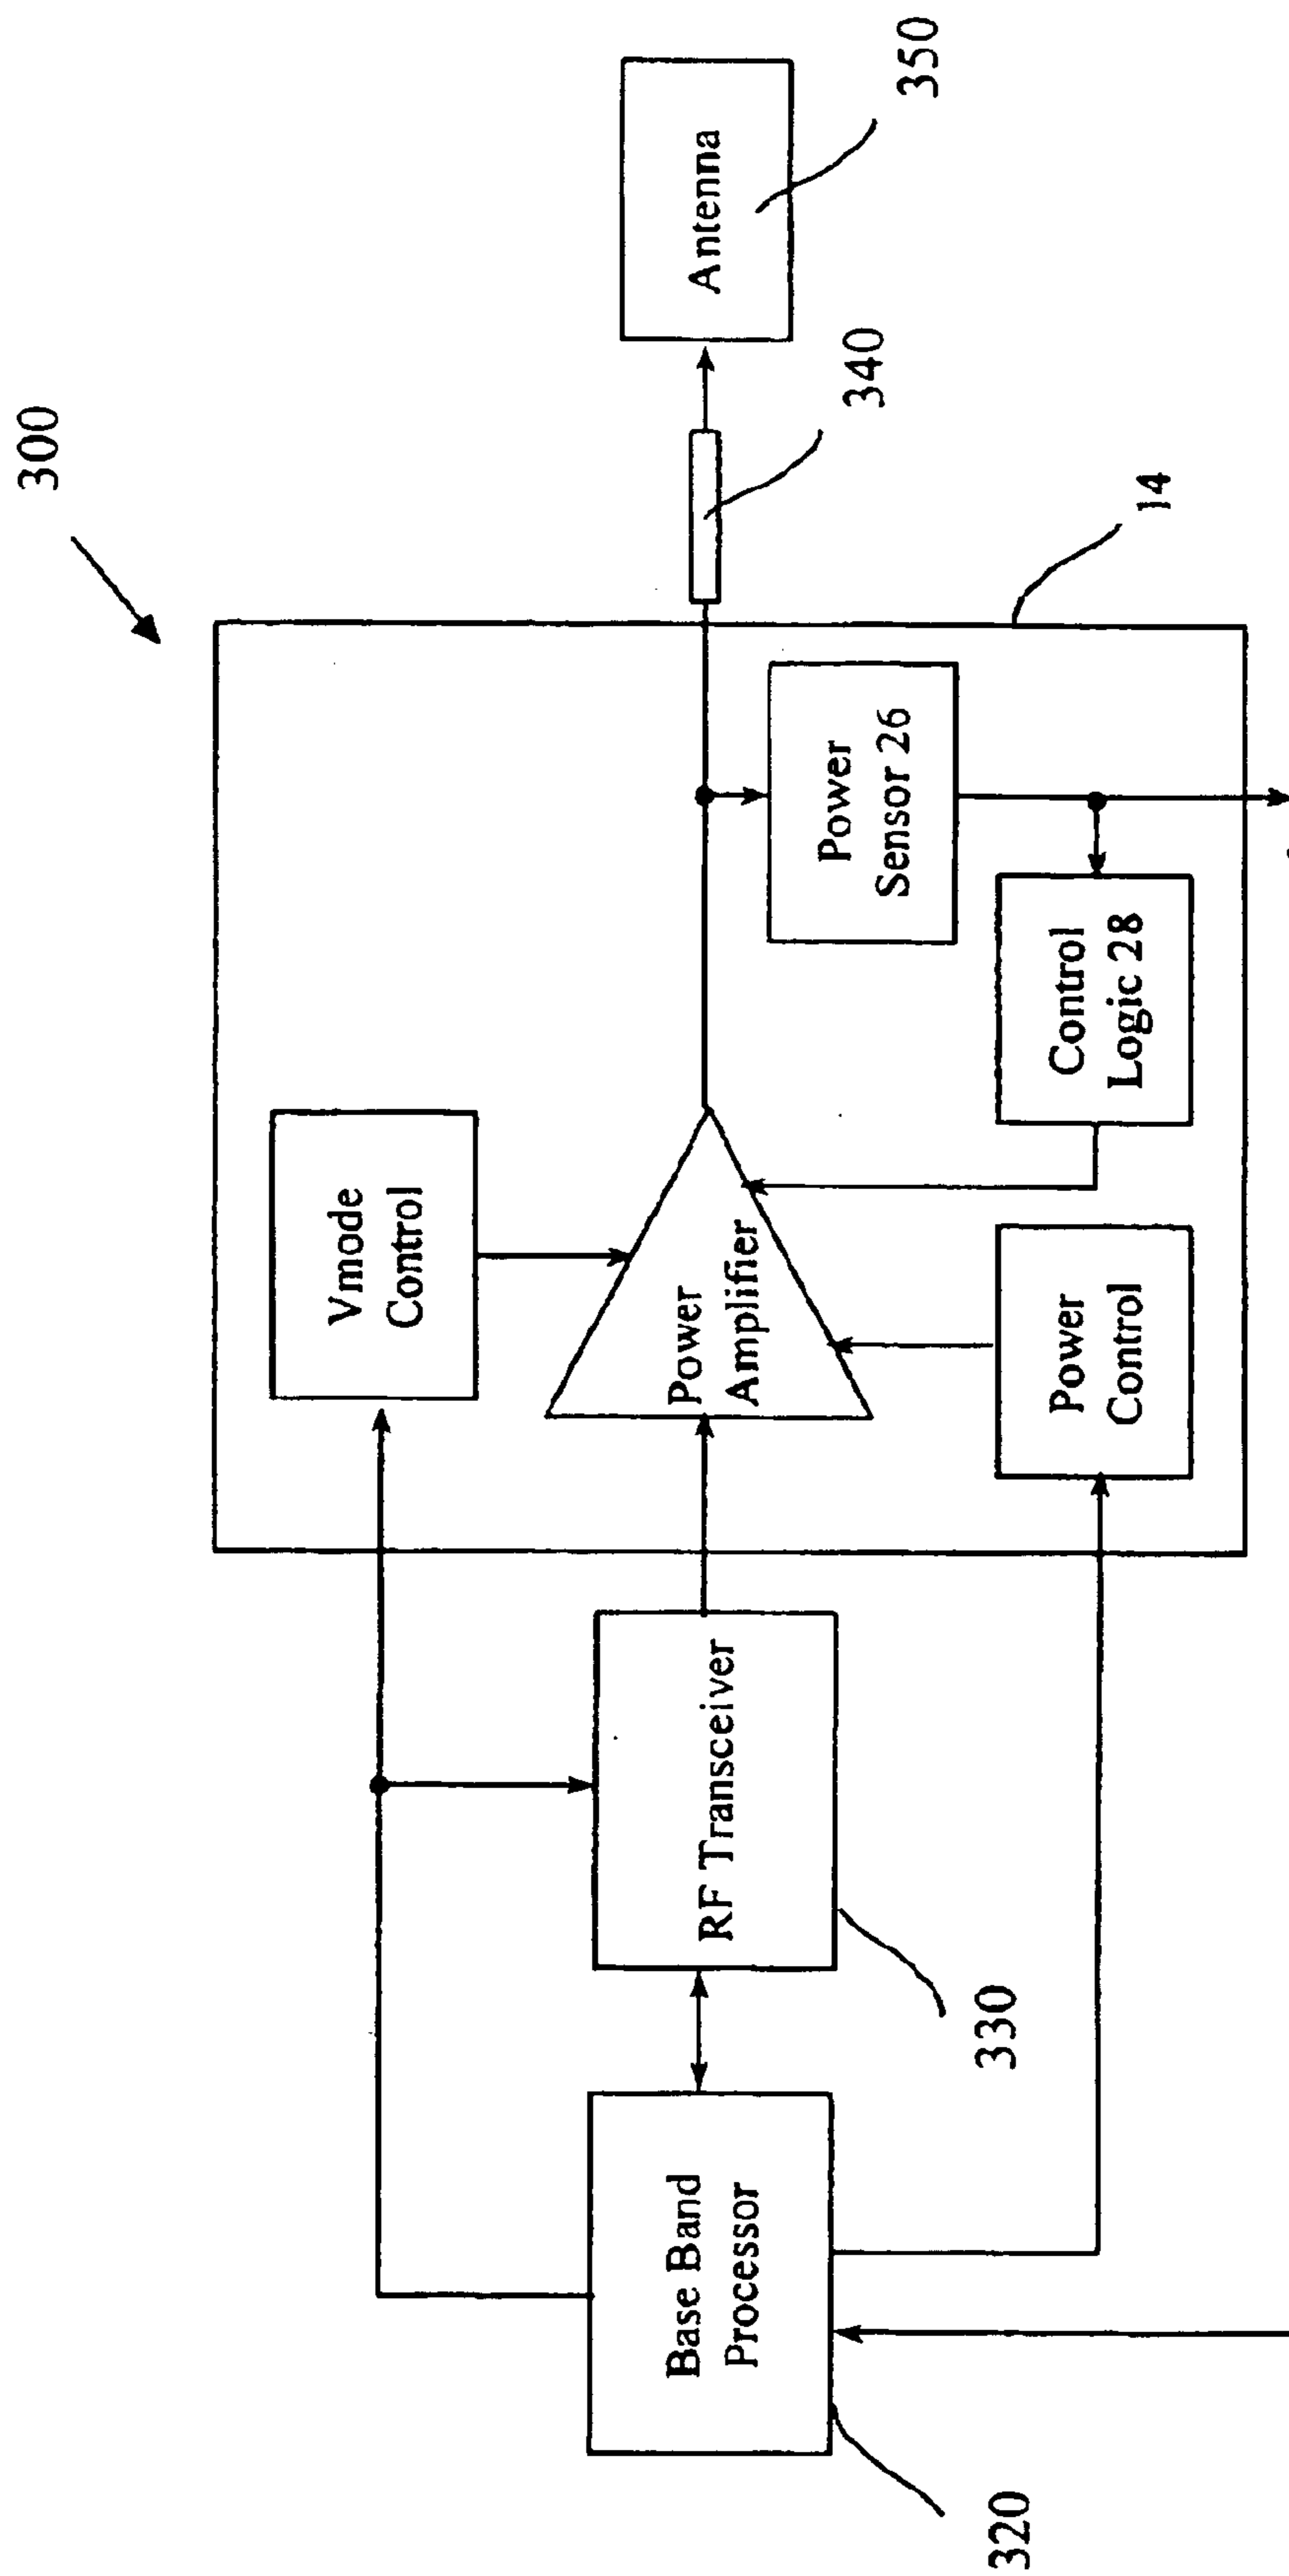 300
Vmode
Control
Antenna
350
340
Base Band
Processor
RF Transceiver
Power
Amplifier
Power
Sensor 26
320
330
Power
Control
Control
Logic 28
14